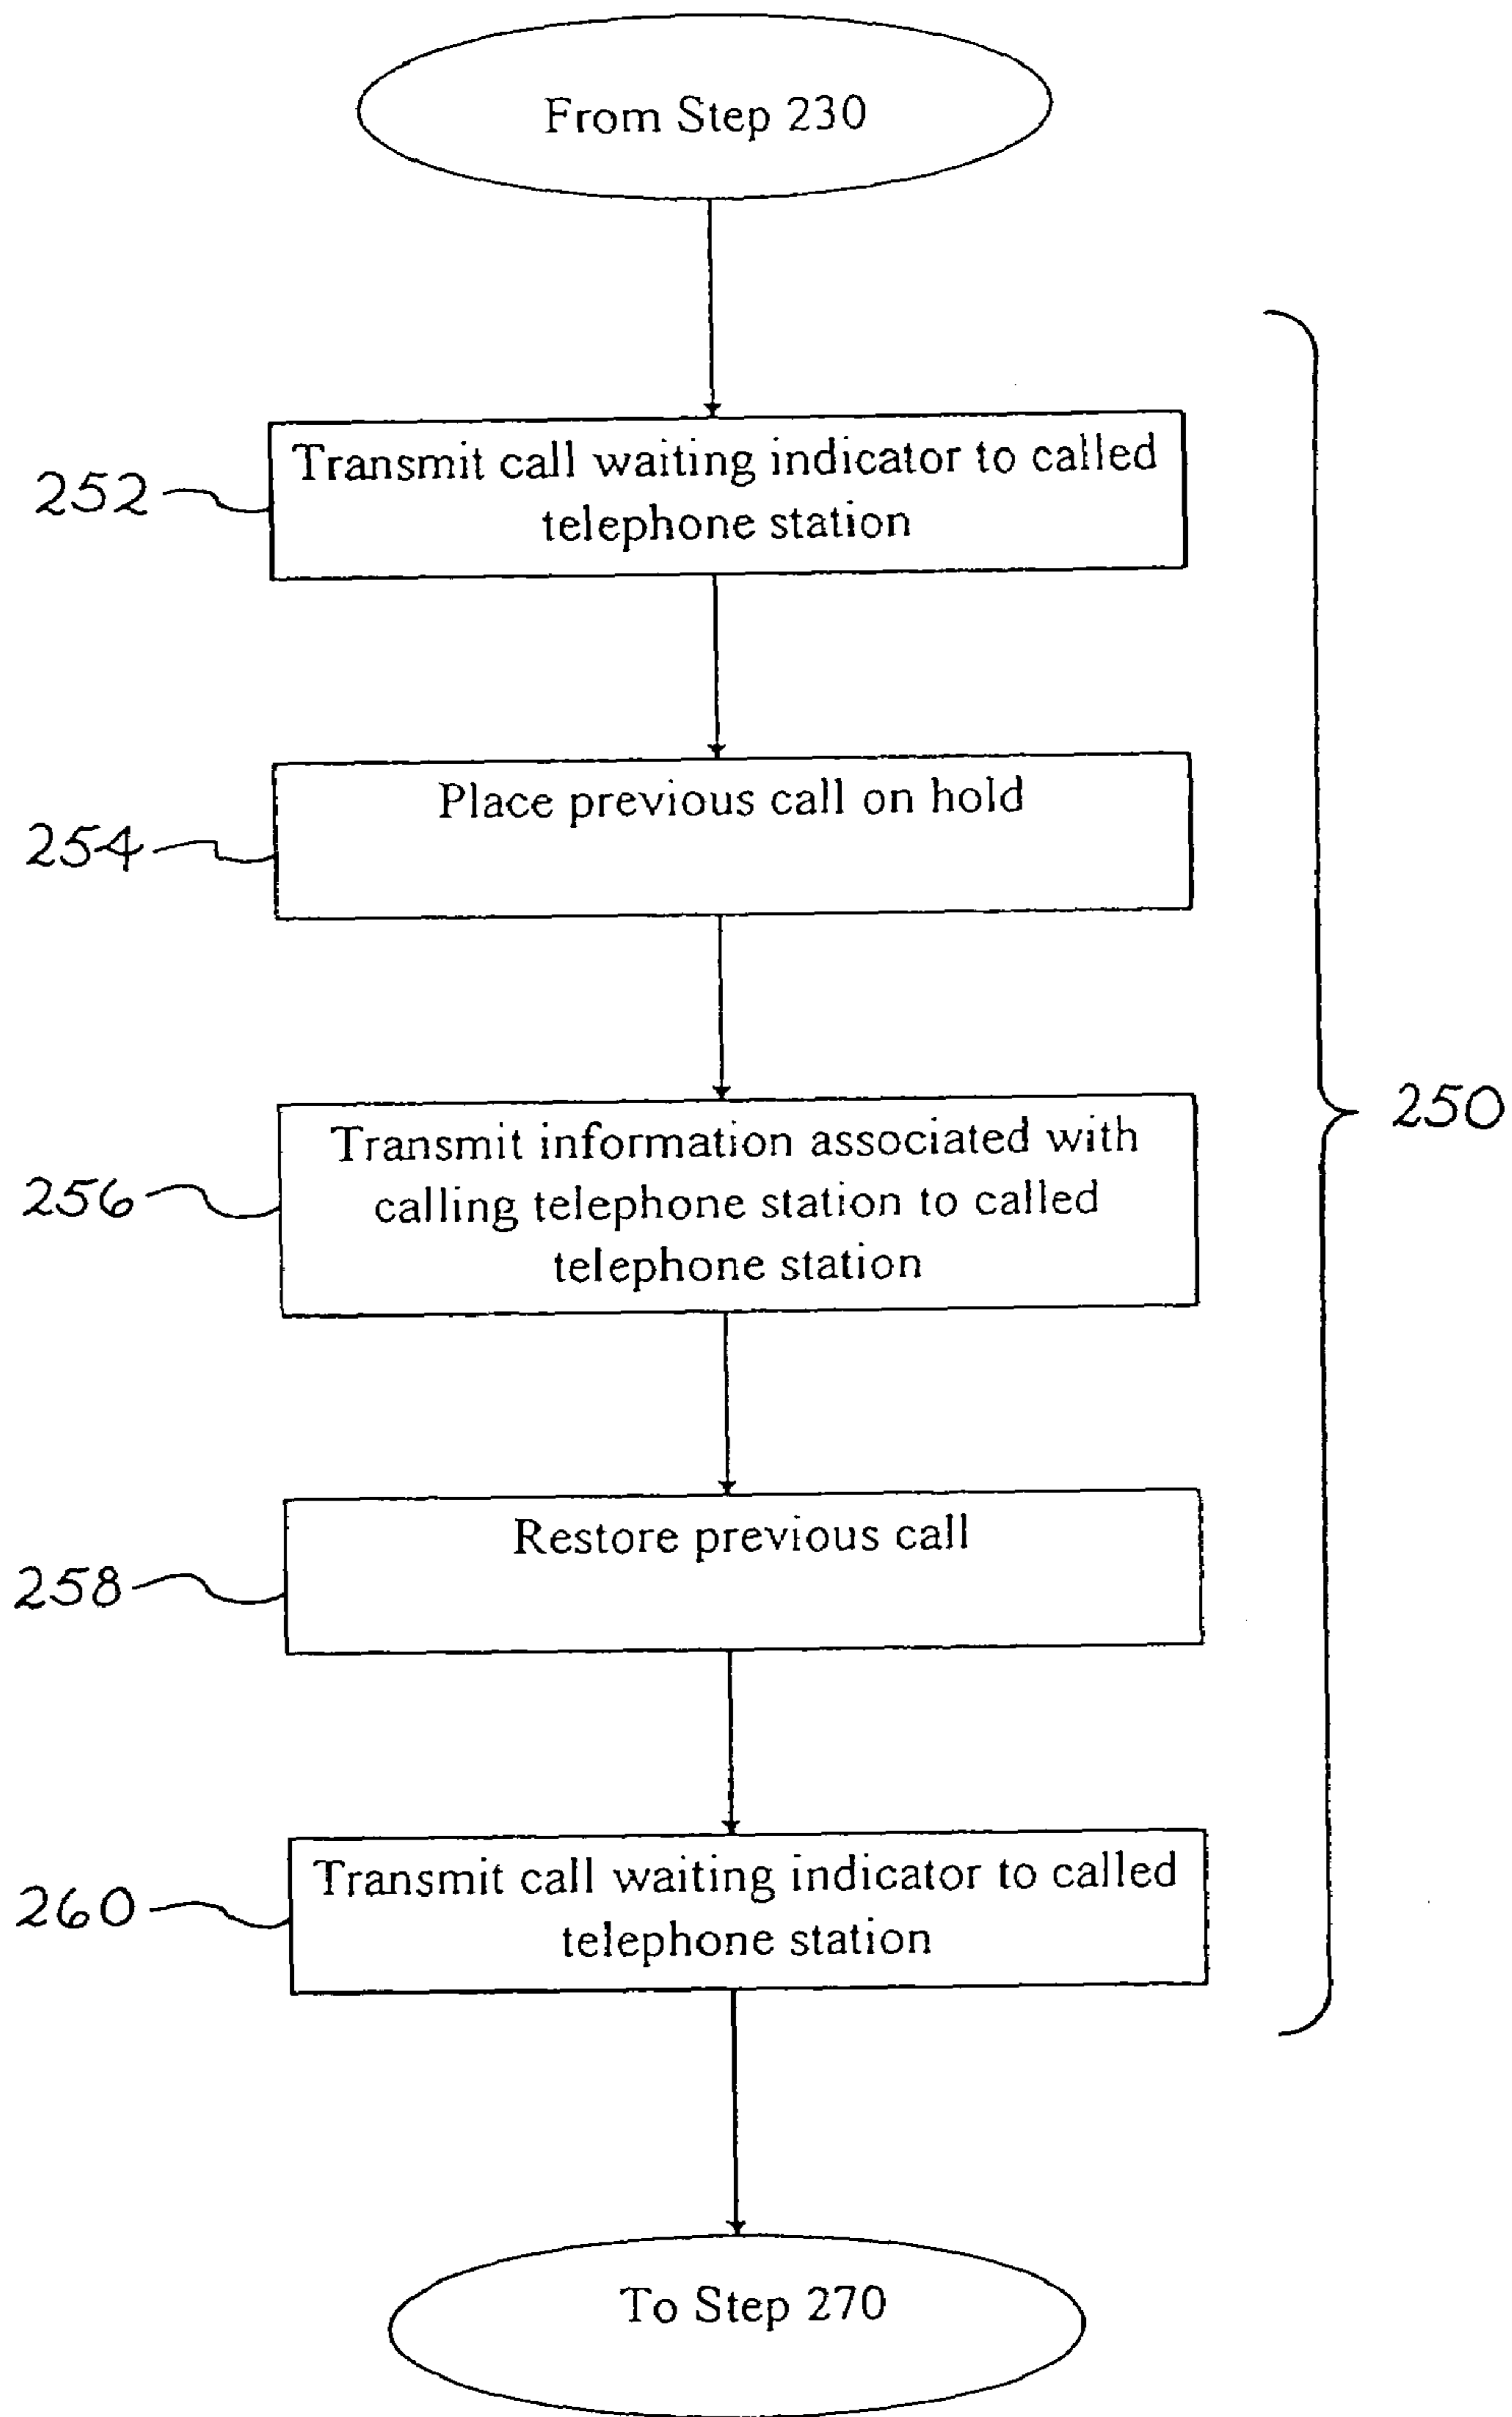 From Step 230
Transmit call waiting indicator to called
telephone station
252
Place previous call on hold
254
Transmit information associated with
calling telephone station to called
telephone station
256
250
Restore previous call
258
Transmit call waiting indicator to called
telephone station
260
To Step 270